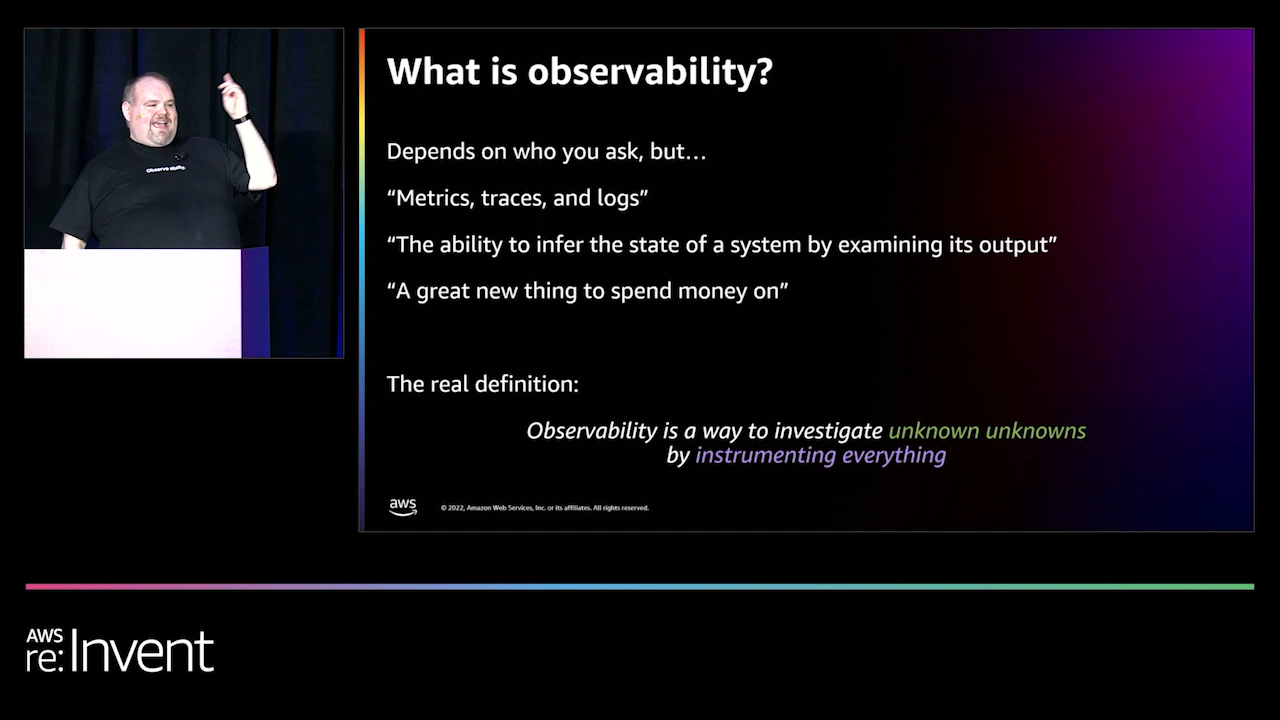 What is observability?
Depends on who you ask, but…
“Metrics, traces, and logs”
“The ability to infer the state of a system by examining its output”
“A great new thing to spend money on”
The real definition:
Observability is a way to investigate unknown unknowns
by instrumenting everything
aws
© 2022, Amazon Web Services, Inc. or its affiliates. All rights reserved.
Observe ability.
AWS
re:Invent